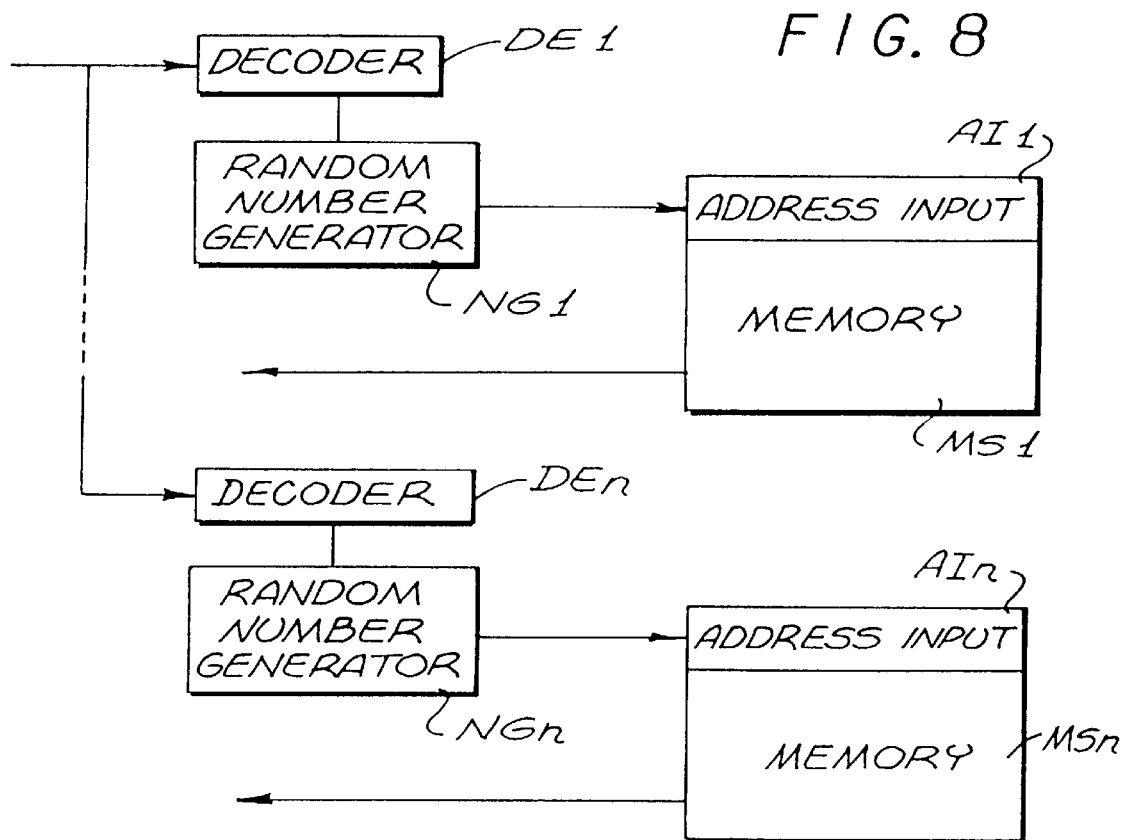 FIG. 8
DECODER
DE1
RANDOM
NUMBER
GENERATOR
NG1
AI1
ADDRESS INPUT
MEMORY
MS1
DECODER
DEn
RANDOM
NUMBER
GENERATOR
NGn
AIn
ADDRESS INPUT
MEMORY
MSn